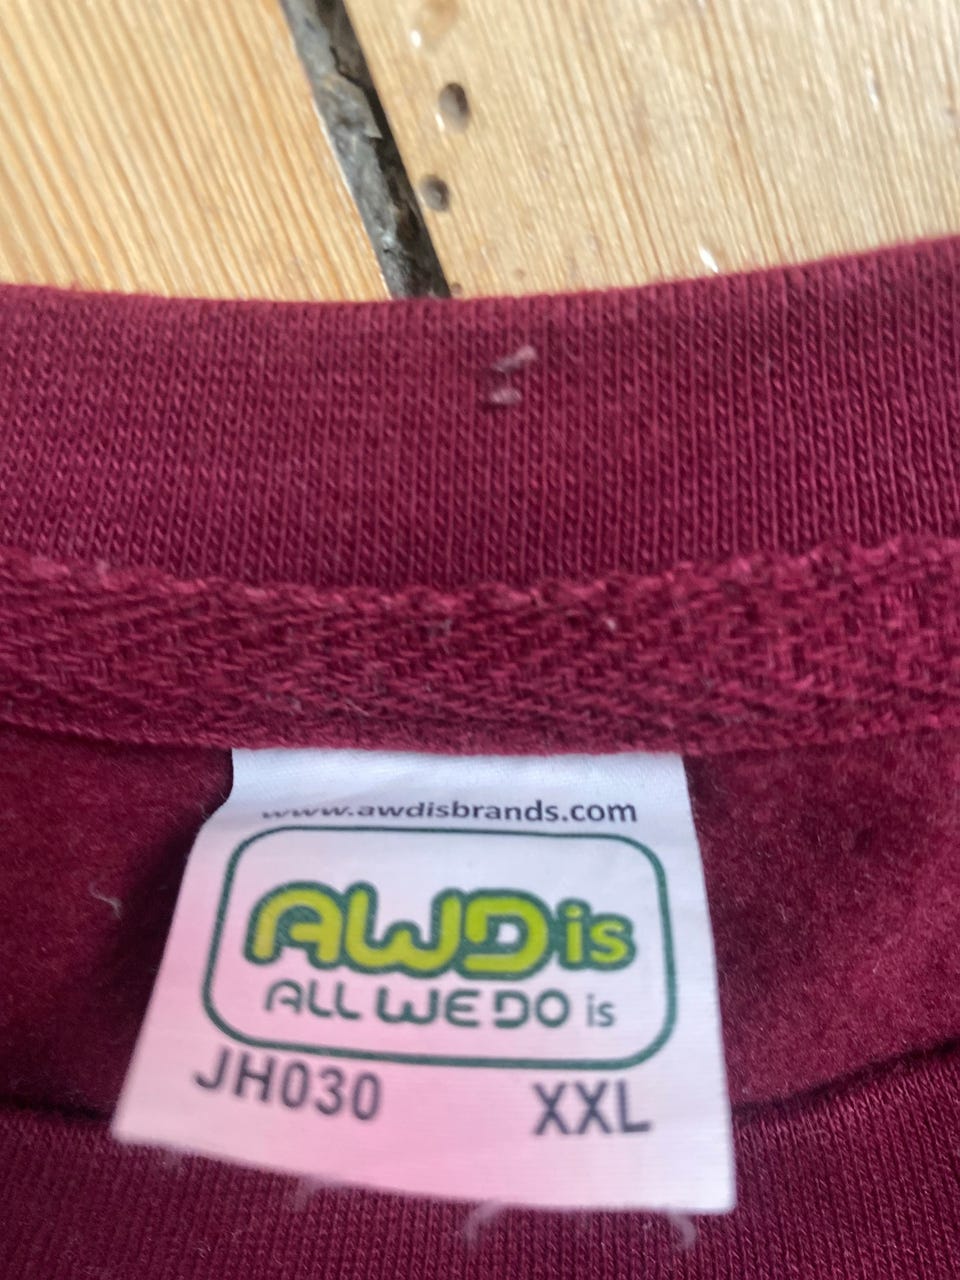 www.awdisbrands.com
AWDis
ALL WE DO is
JH030 XXL